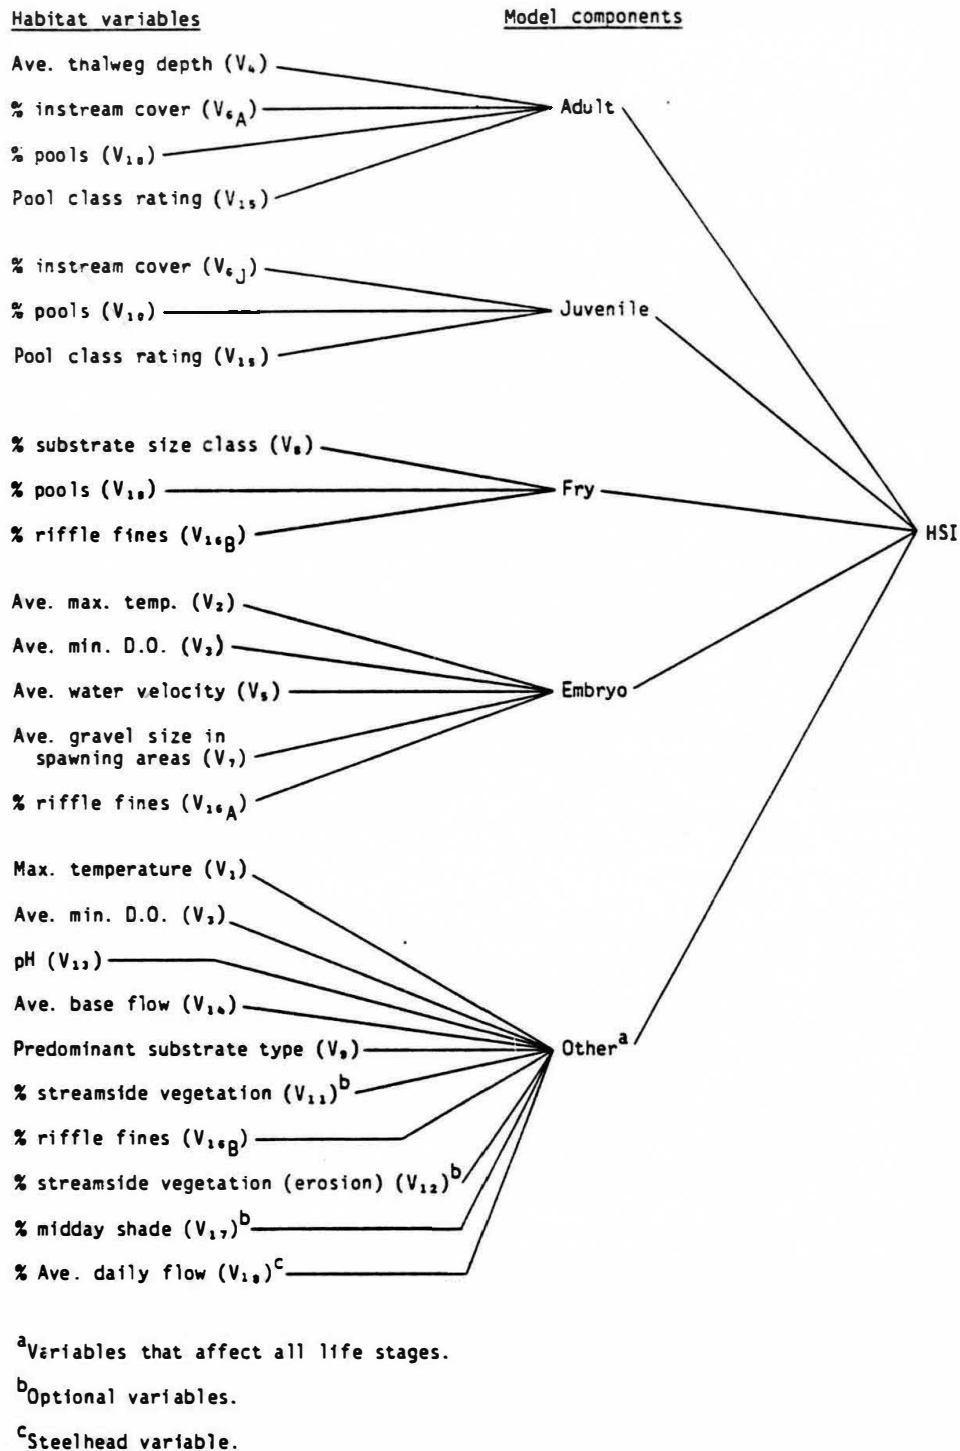 Habitat variables
Model components
Ave. thalweg depth (V₄)
% instream cover (V₆A)
% pools (V₁₀)
Pool class rating (V₁₅)
Adult
% instream cover (V₆J)
% pools (V₁₀)
Pool class rating (V₁₅)
Juvenile
% substrate size class (V₈)
% pools (V₁₀)
% riffle fines (V₁₆B)
Fry
HSI
Ave. max. temp. (V₂)
Ave. min. D.O. (V₃)
Ave. water velocity (V₅)
Ave. gravel size in
spawning areas (V₇)
% riffle fines (V₁₆A)
Embryo
Max. temperature (V₁)
Ave. min. D.O. (V₃)
pH (V₁₃)
Ave. base flow (V₁₄)
Predominant substrate type (V₉)
% streamside vegetation (V₁₁)ᵇ
% riffle fines (V₁₆B)
% streamside vegetation (erosion) (V₁₂)ᵇ
% midday shade (V₁₇)ᵇ
% Ave. daily flow (V₁₈)ᶜ
Otherᵃ
ᵃVariables that affect all life stages.
ᵇOptional variables.
ᶜSteelhead variable.